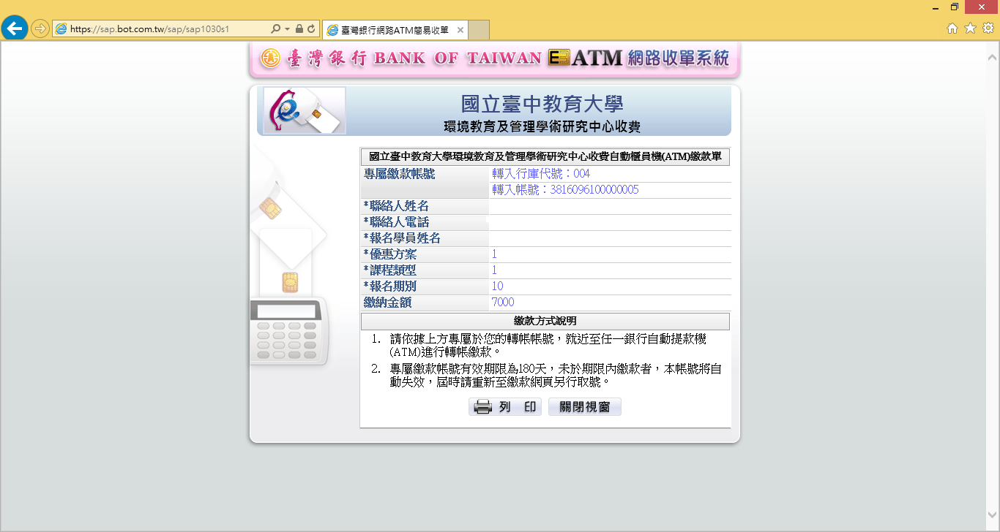 https://sap.bot.com.tw/sap/sap1030s1
臺灣銀行網路ATM簡易收單
臺灣銀行 BANK OF TAIWAN E ATM 網路收單系統
國立臺中教育大學
環境教育及管理學術研究中心收費
國立臺中教育大學環境教育及管理學術研究中心收費自動櫃員機(ATM)繳款單
專屬繳款帳號 轉入行庫代號：004
轉入帳號：3816096100000005
*聯絡人姓名
*聯絡人電話
*報名學員姓名
*優惠方案 1
*課程類型 1
*報名期別 10
繳納金額 7000
繳款方式說明
1. 請依據上方專屬於您的轉帳帳號，就近至任一銀行自動提款機
(ATM)進行轉帳繳款。
2. 專屬繳款帳號有效期限為180天，未於期限內繳款者，本帳號將自
動失效，屆時請重新至繳款網頁另行取號。
列 印 關閉視窗